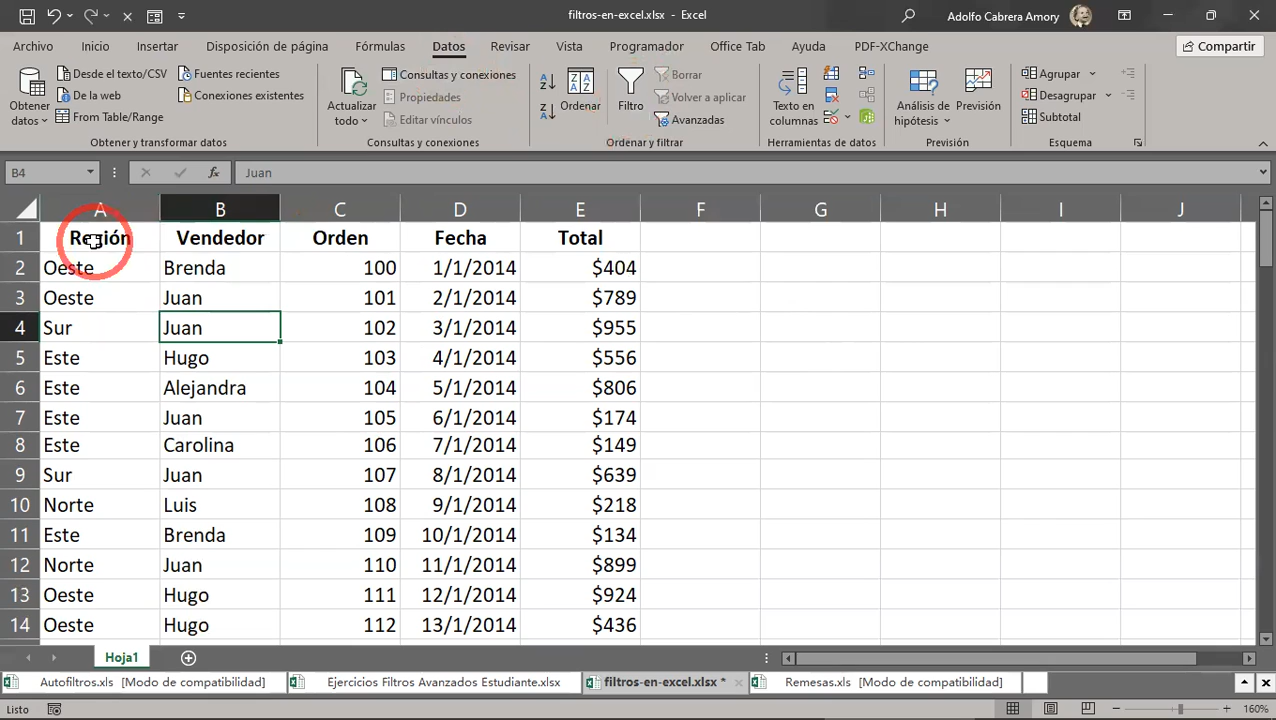 filtros-en-excel.xlsx - Excel
Adolfo Cabrera Amory
Archivo Inicio Insertar Disposición de página Fórmulas Datos Revisar Vista Programador Office Tab Ayuda PDF-XChange Compartir
Obtener datos
Desde el texto/CSV
De la web
From Table/Range
Fuentes recientes
Conexiones existentes
Obtener y transformar datos
Actualizar todo
Consultas y conexiones
Propiedades
Editar vínculos
Consultas y conexiones
Ordenar
Filtro
Borrar
Volver a aplicar
Avanzadas
Ordenar y filtrar
Texto en columnas
Herramientas de datos
Análisis de hipótesis
Previsión
Previsión
Agrupar
Desagrupar
Subtotal
Esquema
B4 fx Juan
A B C D E F G H I J
1 Región Vendedor Orden Fecha Total
2 Oeste Brenda 100 1/1/2014 $404
3 Oeste Juan 101 2/1/2014 $789
4 Sur Juan 102 3/1/2014 $955
5 Este Hugo 103 4/1/2014 $556
6 Este Alejandra 104 5/1/2014 $806
7 Este Juan 105 6/1/2014 $174
8 Este Carolina 106 7/1/2014 $149
9 Sur Juan 107 8/1/2014 $639
10 Norte Luis 108 9/1/2014 $218
11 Este Brenda 109 10/1/2014 $134
12 Norte Juan 110 11/1/2014 $899
13 Oeste Hugo 111 12/1/2014 $924
14 Oeste Hugo 112 13/1/2014 $436
Hoja1
Autofiltros.xls [Modo de compatibilidad] Ejercicios Filtros Avanzados Estudiante.xlsx filtros-en-excel.xlsx * Remesas.xls [Modo de compatibilidad]
Listo 160%